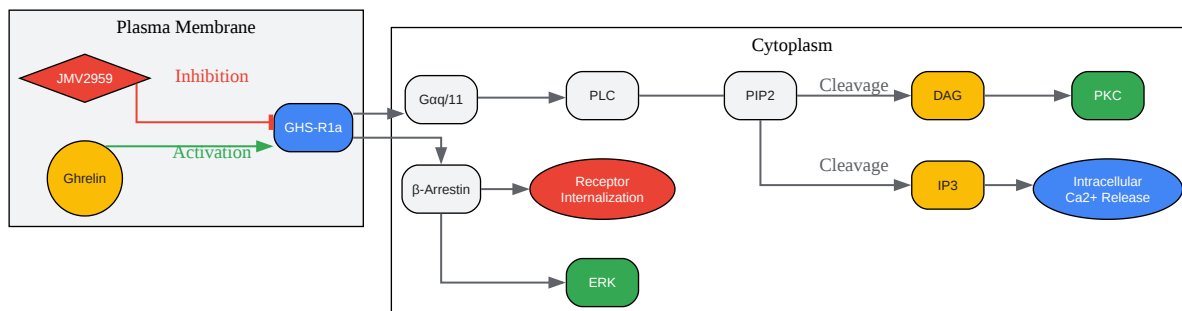 Plasma Membrane
JMV2959
Inhibition
GHS-R1a
Activation
Ghrelin
Cytoplasm
Gαq/11
PLC
PIP2
Cleavage
DAG
PKC
β-Arrestin
Receptor
Internalization
Cleavage
IP3
Intracellular
Ca2+ Release
ERK